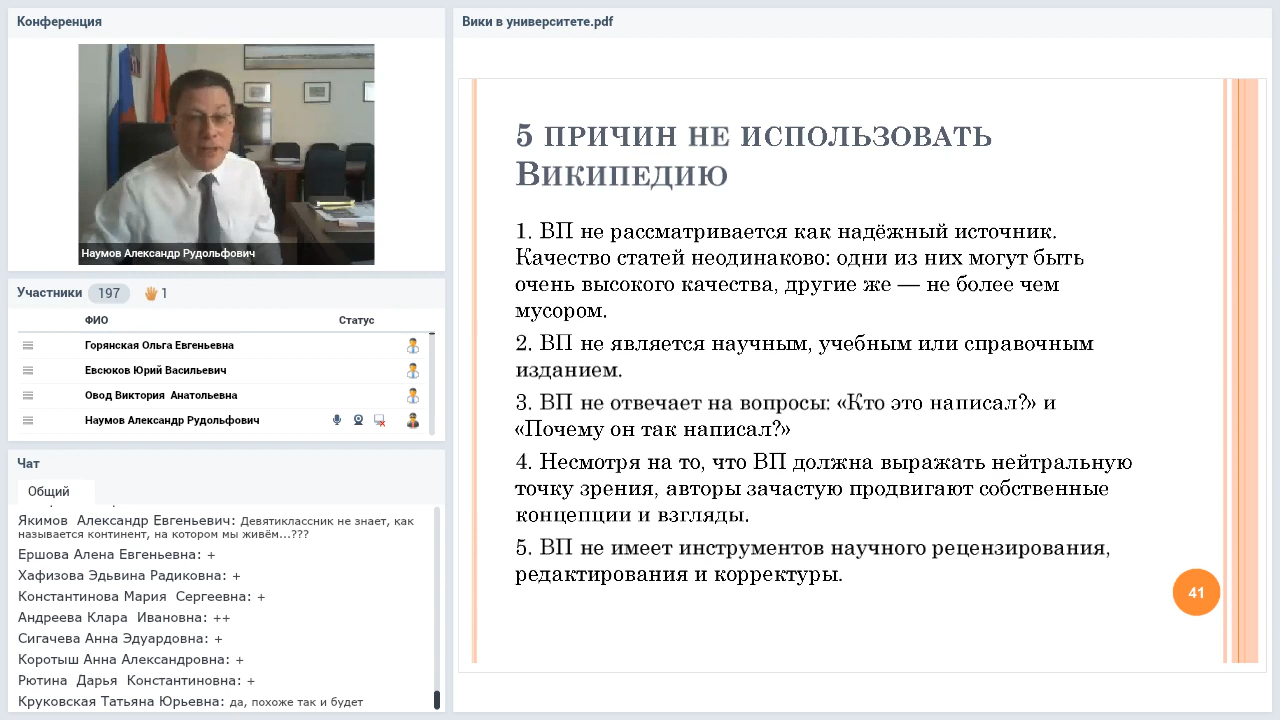 Конференция
Наумов Александр Рудольфович
Участники 197 1
ФИО Статус
Горянская Ольга Евгеньевна
Евсюков Юрий Васильевич
Овод Виктория Анатольевна
Наумов Александр Рудольфович
Чат
Общий
Якимов Александр Евгеньевич: Девятиклассник не знает, как
называется континент, на котором мы живём...???
Ершова Алена Евгеньевна: +
Хафизова Эдьвина Радиковна: +
Константинова Мария Сергеевна: +
Андреева Клара Ивановна: ++
Сигачева Анна Эдуардовна: +
Коротыш Анна Александровна: +
Рютина Дарья Константиновна: +
Круковская Татьяна Юрьевна: да, похоже так и будет
Вики в университете.pdf
5 ПРИЧИН НЕ ИСПОЛЬЗОВАТЬ
ВИКИПЕДИЮ
1. ВП не рассматривается как надёжный источник.
Качество статей неодинаково: одни из них могут быть
очень высокого качества, другие же — не более чем
мусором.
2. ВП не является научным, учебным или справочным
изданием.
3. ВП не отвечает на вопросы: «Кто это написал?» и
«Почему он так написал?»
4. Несмотря на то, что ВП должна выражать нейтральную
точку зрения, авторы зачастую продвигают собственные
концепции и взгляды.
5. ВП не имеет инструментов научного рецензирования,
редактирования и корректуры.
41